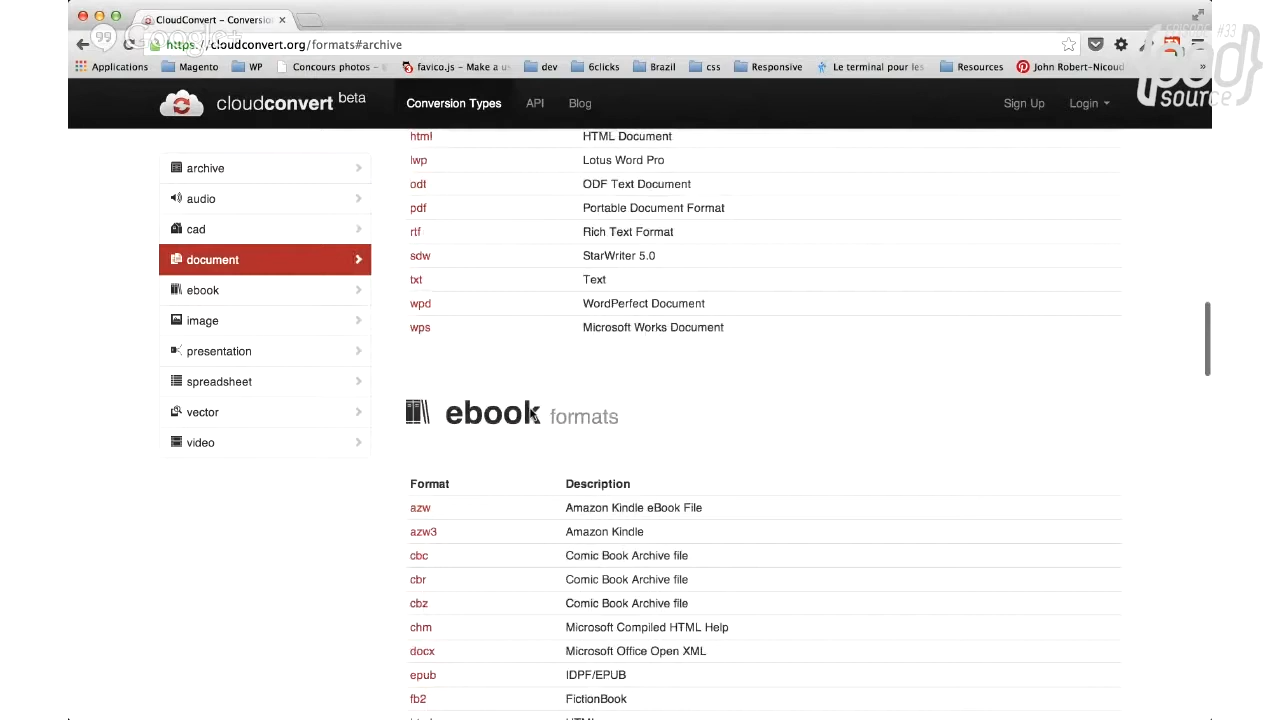 CloudConvert – Conversion
Google+
EPISODE #33
https://cloudconvert.org/formats#archive
pod
source
Applications Magento WP Concours photos – favico.js – Make a u dev 6clicks Brazil css Responsive Le terminal pour les Resources John Robert-Nicoud »
cloudconvert beta Conversion Types API Blog Sign Up Login
html HTML Document
lwp Lotus Word Pro
odt ODF Text Document
pdf Portable Document Format
rtf Rich Text Format
sdw StarWriter 5.0
txt Text
wpd WordPerfect Document
wps Microsoft Works Document
archive
audio
cad
document
ebook
image
presentation
spreadsheet
vector
video
ebook formats
Format Description
azw Amazon Kindle eBook File
azw3 Amazon Kindle
cbc Comic Book Archive file
cbr Comic Book Archive file
cbz Comic Book Archive file
chm Microsoft Compiled HTML Help
docx Microsoft Office Open XML
epub IDPF/EPUB
fb2 FictionBook